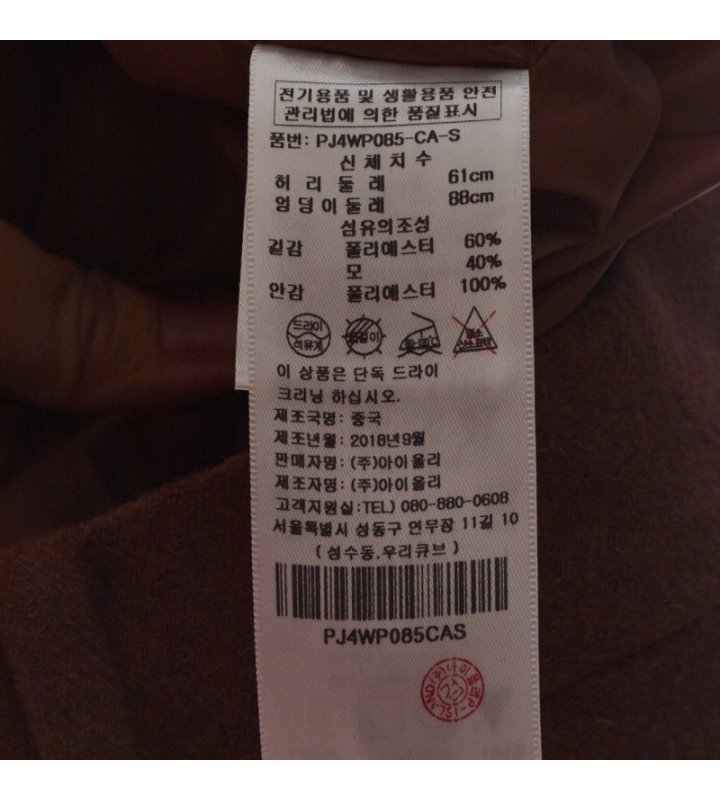 전기용품 및 생활용품 안전
관리법에 의한 품질표시
품번: PJ4WP085-CA-S
신체치수
허리둘레 61cm
엉덩이둘레 88cm
섬유의조성
겉감 폴리에스터 60%
모 40%
안감 폴리에스터 100%
드라이
석유계
이 상품은 단독 드라이
크리닝 하십시오.
제조국명: 중국
제조년월: 2018년9월
판매자명: (주)아이올리
제조자명: (주)아이올리
고객지원실:TEL) 080-880-0608
서울특별시 성동구 연무장 11길 10
(성수동,우리큐브)
PJ4WP085CAS